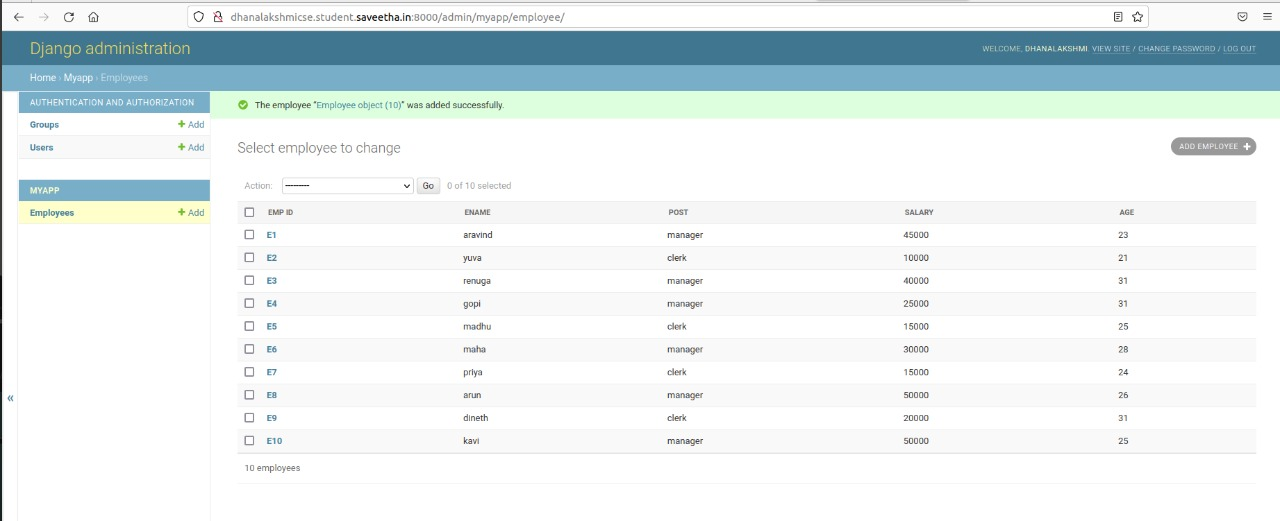 dhanalakshmicse.student.saveetha.in:8000/admin/myapp/employee/
Django administration
WELCOME, DHANALAKSHMI. VIEW SITE / CHANGE PASSWORD / LOG OUT
Home › Myapp › Employees
AUTHENTICATION AND AUTHORIZATION
Groups + Add
Users + Add
MYAPP
Employees + Add
«
The employee “Employee object (10)” was added successfully.
Select employee to change
ADD EMPLOYEE +
Action: --------- Go 0 of 10 selected
EMP ID ENAME POST SALARY AGE
E1 aravind manager 45000 23
E2 yuva clerk 10000 21
E3 renuga manager 40000 31
E4 gopi manager 25000 31
E5 madhu clerk 15000 25
E6 maha manager 30000 28
E7 priya clerk 15000 24
E8 arun manager 50000 26
E9 dineth clerk 20000 31
E10 kavi manager 50000 25
10 employees